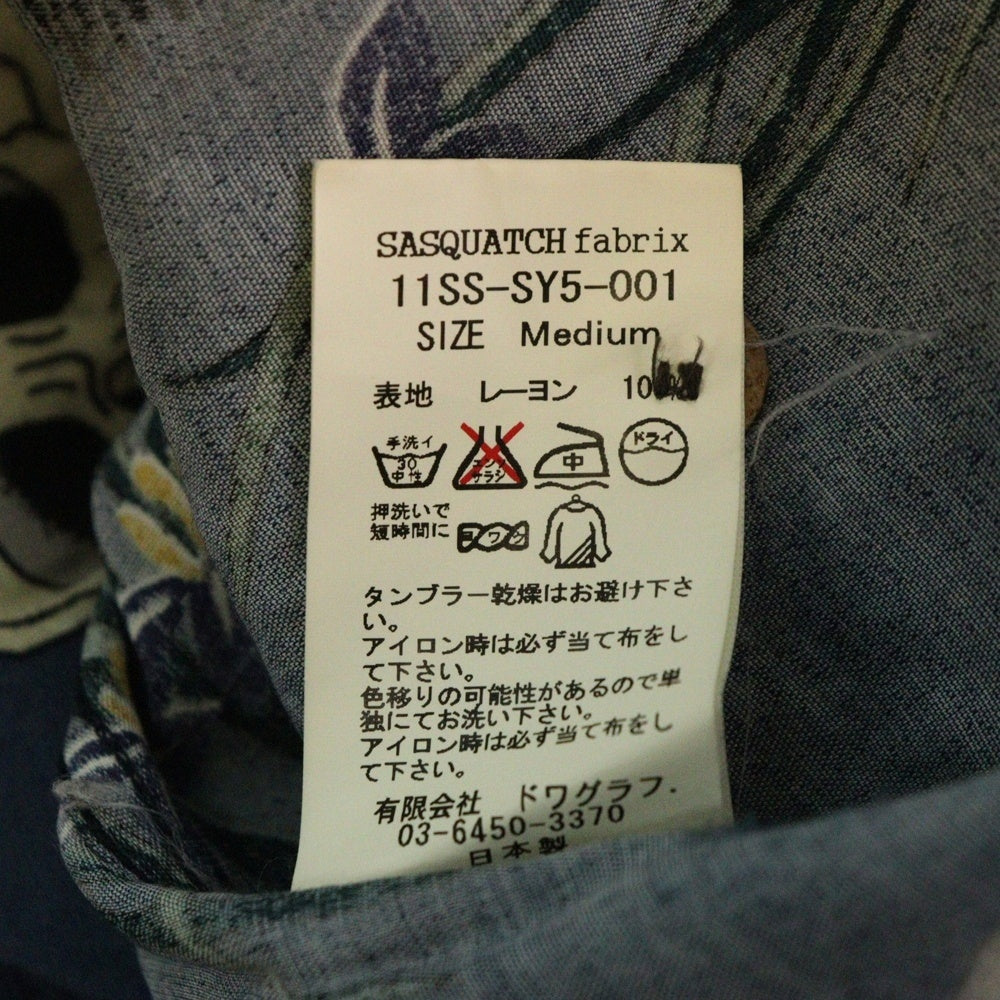 SASQUATCH fabrix
11SS-SY5-001
SIZE Medium
表地 レーヨン 100%
手洗イ
30
中性
エンソ
サラシ
中
ドライ
押洗いで
短時間に
ヨワク
タンブラー乾燥はお避け下さ
い。
アイロン時は必ず当て布をし
て下さい。
色移りの可能性があるので単
独にてお洗い下さい。
アイロン時は必ず当て布をし
て下さい。
有限会社 ドワグラフ.
03-6450-3370
日本製